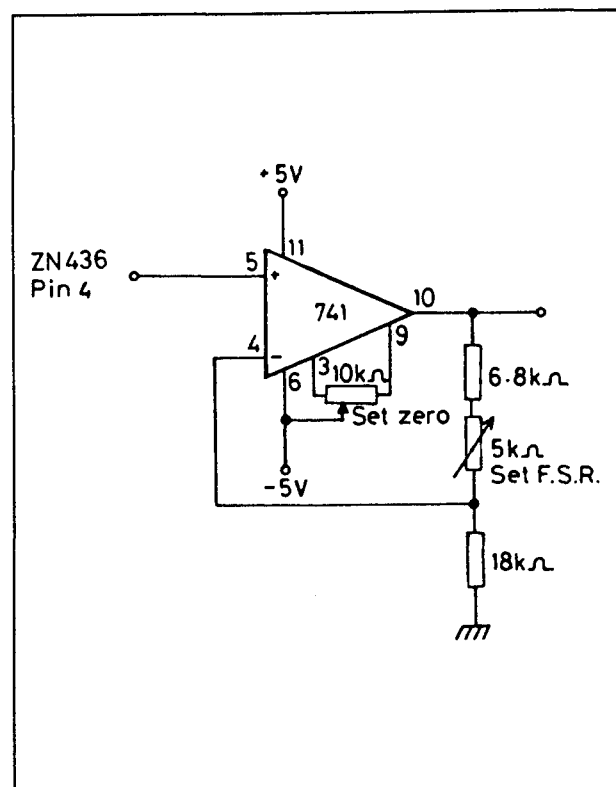 +5V
ZN436
Pin 4
5
11
+
741
10
9
4
-
6
3
10kΩ
Set zero
-5V
6·8kΩ
5kΩ
Set F.S.R.
18kΩ